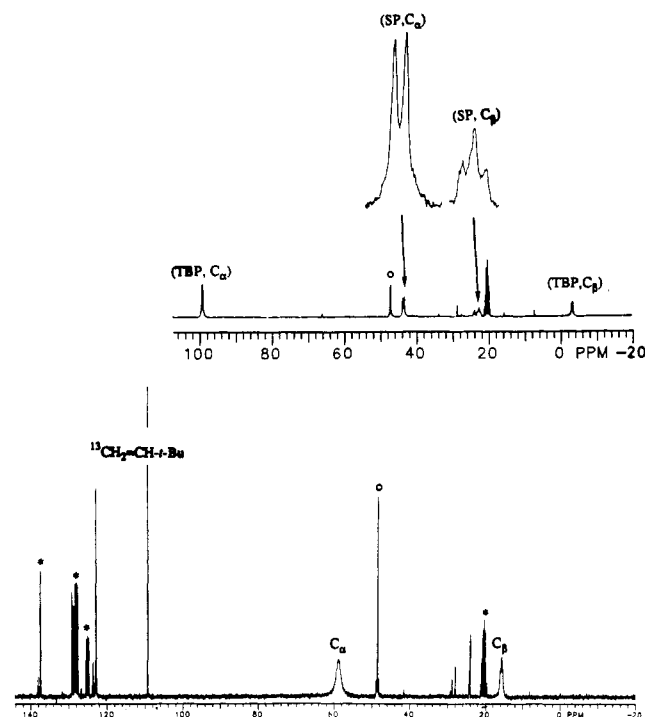 (SP,Cα)
(SP, Cβ)
(TBP, Cα)
o
(TBP,Cβ)
100 80 60 40 20 0 PPM -20
¹³CH₂=CH-t-Bu
o
*
*
*
Cα
*
Cβ
140 120 100 80 60 40 20 0 PPM -20